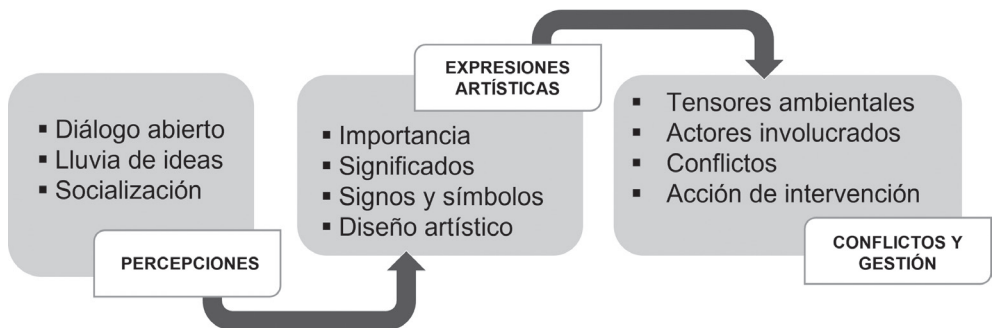 ▪ Diálogo abierto
▪ Lluvia de ideas
▪ Socialización
PERCEPCIONES
EXPRESIONES
ARTÍSTICAS
▪ Importancia
▪ Significados
▪ Signos y símbolos
▪ Diseño artístico
▪ Tensores ambientales
▪ Actores involucrados
▪ Conflictos
▪ Acción de intervención
CONFLICTOS Y
GESTIÓN